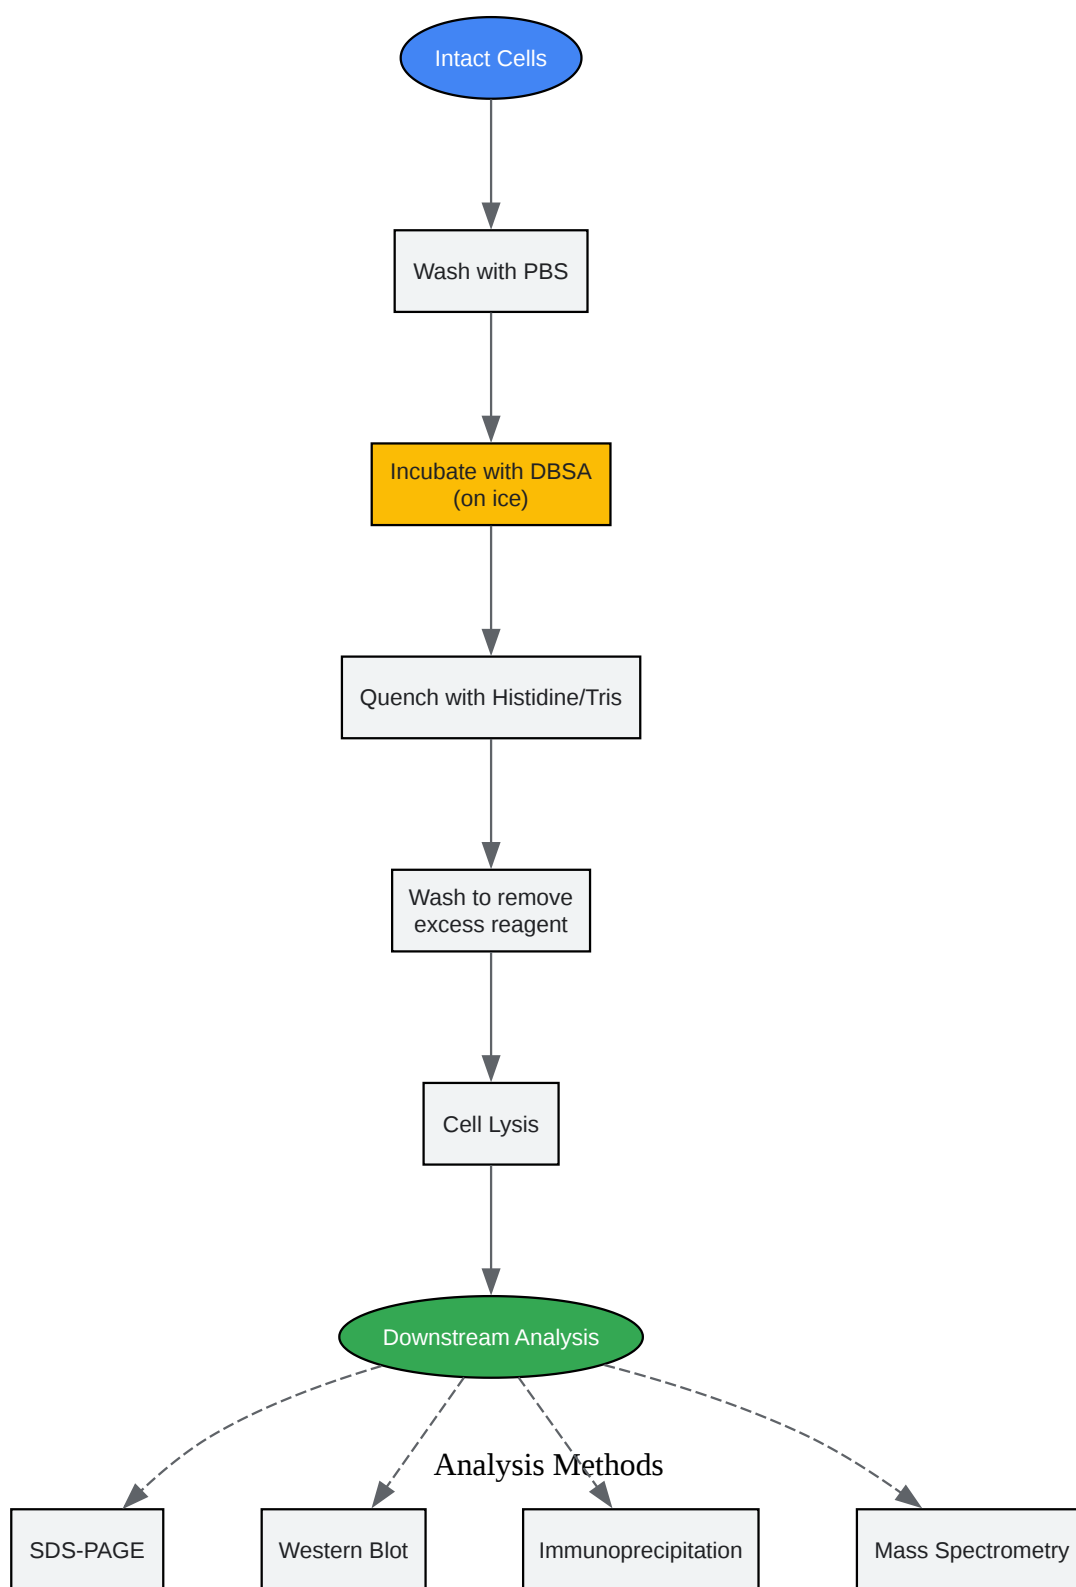 Intact Cells
Wash with PBS
Incubate with DBSA
(on ice)
Quench with Histidine/Tris
Wash to remove
excess reagent
Cell Lysis
Downstream Analysis
Analysis Methods
SDS-PAGE
Western Blot
Immunoprecipitation
Mass Spectrometry